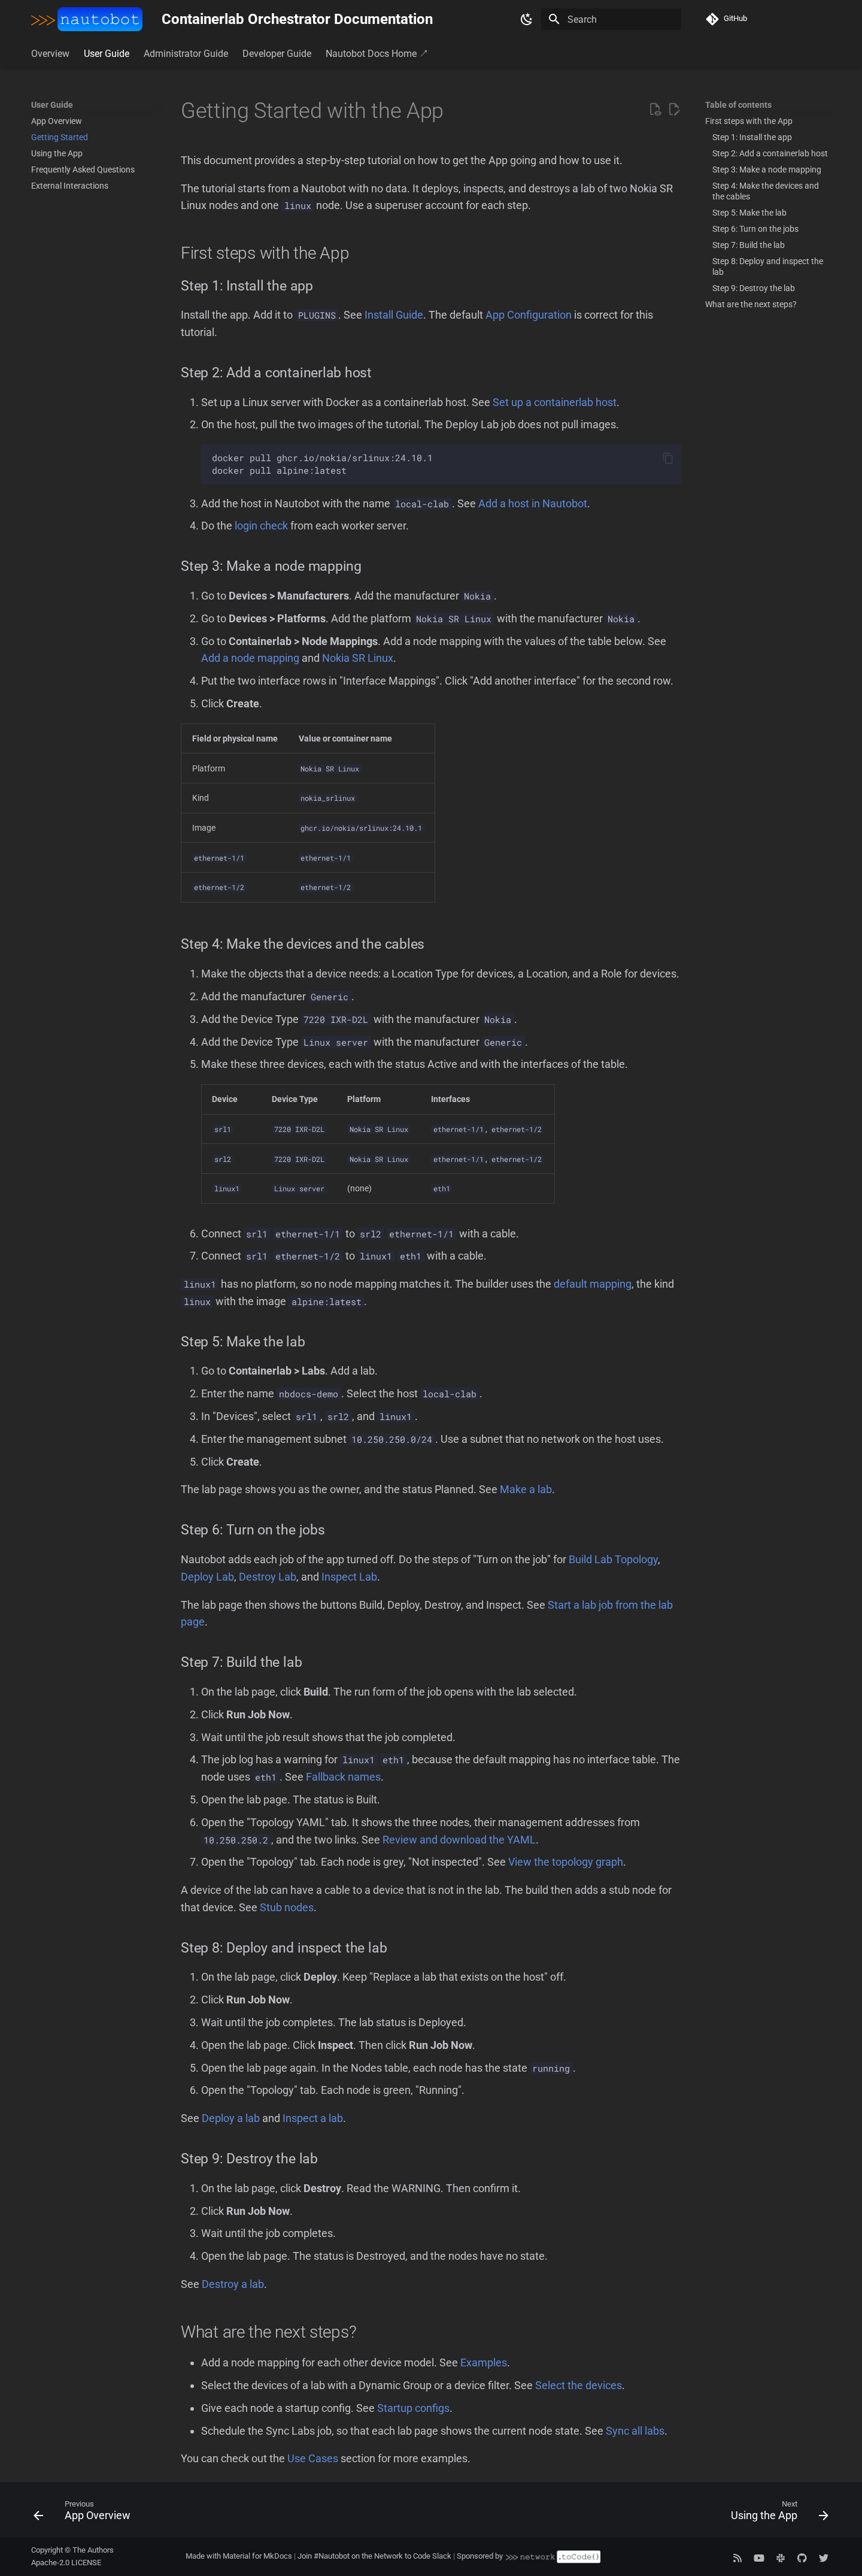 >>> nautobot
Containerlab Orchestrator Documentation
Search
GitHub
Overview
User Guide
Administrator Guide
Developer Guide
Nautobot Docs Home ↗
User Guide
App Overview
Getting Started
Using the App
Frequently Asked Questions
External Interactions
Getting Started with the App
This document provides a step-by-step tutorial on how to get the App going and how to use it.
The tutorial starts from a Nautobot with no data. It deploys, inspects, and destroys a lab of two Nokia SR
Linux nodes and one linux node. Use a superuser account for each step.
First steps with the App
Step 1: Install the app
Install the app. Add it to PLUGINS. See Install Guide. The default App Configuration is correct for this
tutorial.
Step 2: Add a containerlab host
1. Set up a Linux server with Docker as a containerlab host. See Set up a containerlab host.
2. On the host, pull the two images of the tutorial. The Deploy Lab job does not pull images.
docker pull ghcr.io/nokia/srlinux:24.10.1
docker pull alpine:latest
3. Add the host in Nautobot with the name local-clab. See Add a host in Nautobot.
4. Do the login check from each worker server.
Step 3: Make a node mapping
1. Go to Devices > Manufacturers. Add the manufacturer Nokia.
2. Go to Devices > Platforms. Add the platform Nokia SR Linux with the manufacturer Nokia.
3. Go to Containerlab > Node Mappings. Add a node mapping with the values of the table below. See
Add a node mapping and Nokia SR Linux.
4. Put the two interface rows in "Interface Mappings". Click "Add another interface" for the second row.
5. Click Create.
Field or physical name Value or container name
Platform Nokia SR Linux
Kind nokia_srlinux
Image ghcr.io/nokia/srlinux:24.10.1
ethernet-1/1 ethernet-1/1
ethernet-1/2 ethernet-1/2
Step 4: Make the devices and the cables
1. Make the objects that a device needs: a Location Type for devices, a Location, and a Role for devices.
2. Add the manufacturer Generic.
3. Add the Device Type 7220 IXR-D2L with the manufacturer Nokia.
4. Add the Device Type Linux server with the manufacturer Generic.
5. Make these three devices, each with the status Active and with the interfaces of the table.
Device Device Type Platform Interfaces
srl1 7220 IXR-D2L Nokia SR Linux ethernet-1/1, ethernet-1/2
srl2 7220 IXR-D2L Nokia SR Linux ethernet-1/1, ethernet-1/2
linux1 Linux server (none) eth1
6. Connect srl1 ethernet-1/1 to srl2 ethernet-1/1 with a cable.
7. Connect srl1 ethernet-1/2 to linux1 eth1 with a cable.
linux1 has no platform, so no node mapping matches it. The builder uses the default mapping, the kind
linux with the image alpine:latest.
Step 5: Make the lab
1. Go to Containerlab > Labs. Add a lab.
2. Enter the name nbdocs-demo. Select the host local-clab.
3. In "Devices", select srl1, srl2, and linux1.
4. Enter the management subnet 10.250.250.0/24. Use a subnet that no network on the host uses.
5. Click Create.
The lab page shows you as the owner, and the status Planned. See Make a lab.
Step 6: Turn on the jobs
Nautobot adds each job of the app turned off. Do the steps of "Turn on the job" for Build Lab Topology,
Deploy Lab, Destroy Lab, and Inspect Lab.
The lab page then shows the buttons Build, Deploy, Destroy, and Inspect. See Start a lab job from the lab
page.
Step 7: Build the lab
1. On the lab page, click Build. The run form of the job opens with the lab selected.
2. Click Run Job Now.
3. Wait until the job result shows that the job completed.
4. The job log has a warning for linux1 eth1, because the default mapping has no interface table. The
node uses eth1. See Fallback names.
5. Open the lab page. The status is Built.
6. Open the "Topology YAML" tab. It shows the three nodes, their management addresses from
10.250.250.2, and the two links. See Review and download the YAML.
7. Open the "Topology" tab. Each node is grey, "Not inspected". See View the topology graph.
A device of the lab can have a cable to a device that is not in the lab. The build then adds a stub node for
that device. See Stub nodes.
Step 8: Deploy and inspect the lab
1. On the lab page, click Deploy. Keep "Replace a lab that exists on the host" off.
2. Click Run Job Now.
3. Wait until the job completes. The lab status is Deployed.
4. Open the lab page. Click Inspect. Then click Run Job Now.
5. Open the lab page again. In the Nodes table, each node has the state running.
6. Open the "Topology" tab. Each node is green, "Running".
See Deploy a lab and Inspect a lab.
Step 9: Destroy the lab
1. On the lab page, click Destroy. Read the WARNING. Then confirm it.
2. Click Run Job Now.
3. Wait until the job completes.
4. Open the lab page. The status is Destroyed, and the nodes have no state.
See Destroy a lab.
What are the next steps?
• Add a node mapping for each other device model. See Examples.
• Select the devices of a lab with a Dynamic Group or a device filter. See Select the devices.
• Give each node a startup config. See Startup configs.
• Schedule the Sync Labs job, so that each lab page shows the current node state. See Sync all labs.
You can check out the Use Cases section for more examples.
Table of contents
First steps with the App
Step 1: Install the app
Step 2: Add a containerlab host
Step 3: Make a node mapping
Step 4: Make the devices and
the cables
Step 5: Make the lab
Step 6: Turn on the jobs
Step 7: Build the lab
Step 8: Deploy and inspect the
lab
Step 9: Destroy the lab
What are the next steps?
Previous
App Overview
Next
Using the App
Copyright © The Authors
Apache-2.0 LICENSE
Made with Material for MkDocs | Join #Nautobot on the Network to Code Slack | Sponsored by >>> network .toCode()